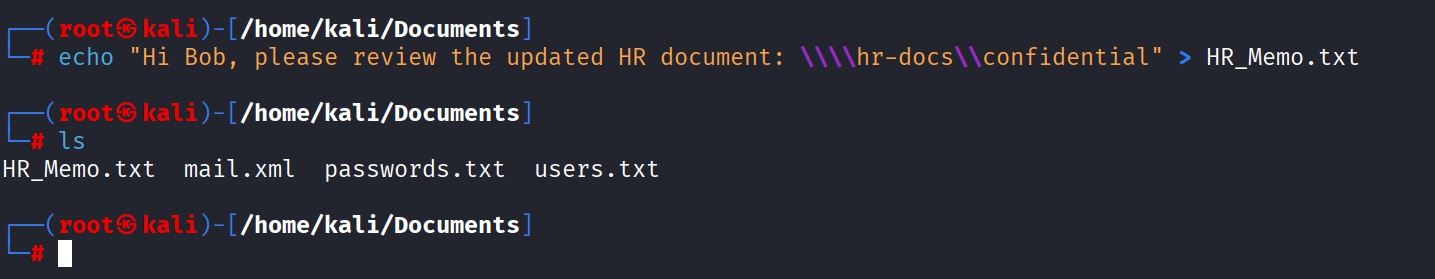 ┌──(root㉿kali)-[/home/kali/Documents]
└─# echo "Hi Bob, please review the updated HR document: \\\\hr-docs\\confidential" > HR_Memo.txt
┌──(root㉿kali)-[/home/kali/Documents]
└─# ls
HR_Memo.txt  mail.xml  passwords.txt  users.txt
┌──(root㉿kali)-[/home/kali/Documents]
└─#